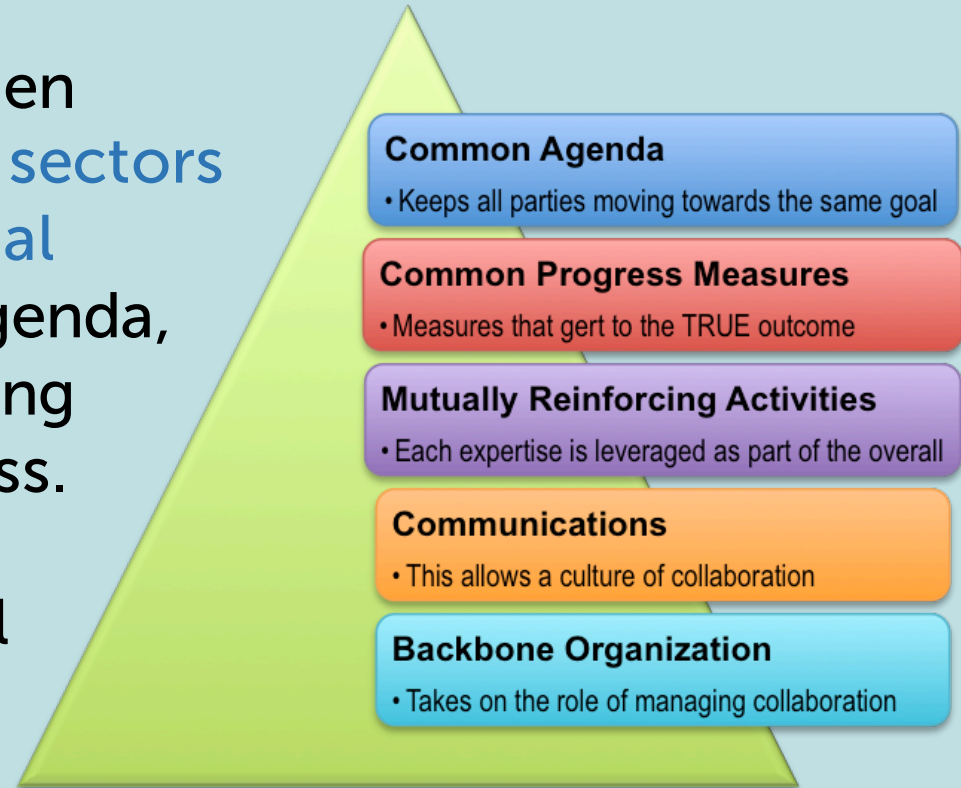 en
sectors
al
genda,
ng
ss.
l
Common Agenda
• Keeps all parties moving towards the same goal
Common Progress Measures
• Measures that gert to the TRUE outcome
Mutually Reinforcing Activities
• Each expertise is leveraged as part of the overall
Communications
• This allows a culture of collaboration
Backbone Organization
• Takes on the role of managing collaboration